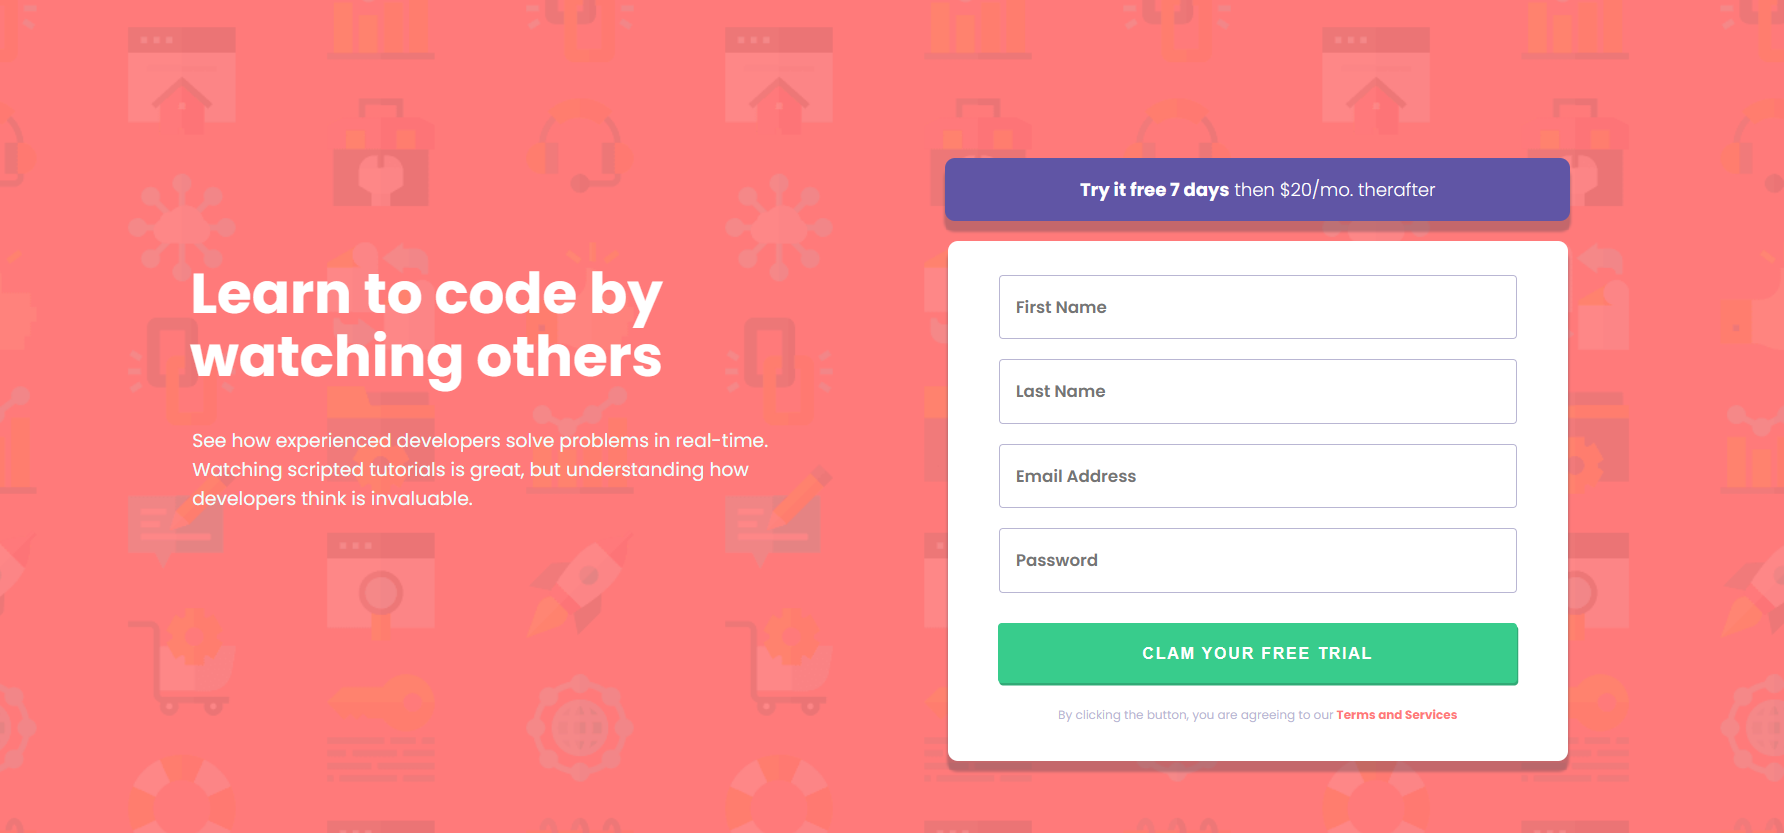 Learn to code by
watching others
See how experienced developers solve problems in real-time.
Watching scripted tutorials is great, but understanding how
developers think is invaluable.
Try it free 7 days then $20/mo. therafter
First Name
Last Name
Email Address
Password
CLAM YOUR FREE TRIAL
By clicking the button, you are agreeing to our Terms and Services